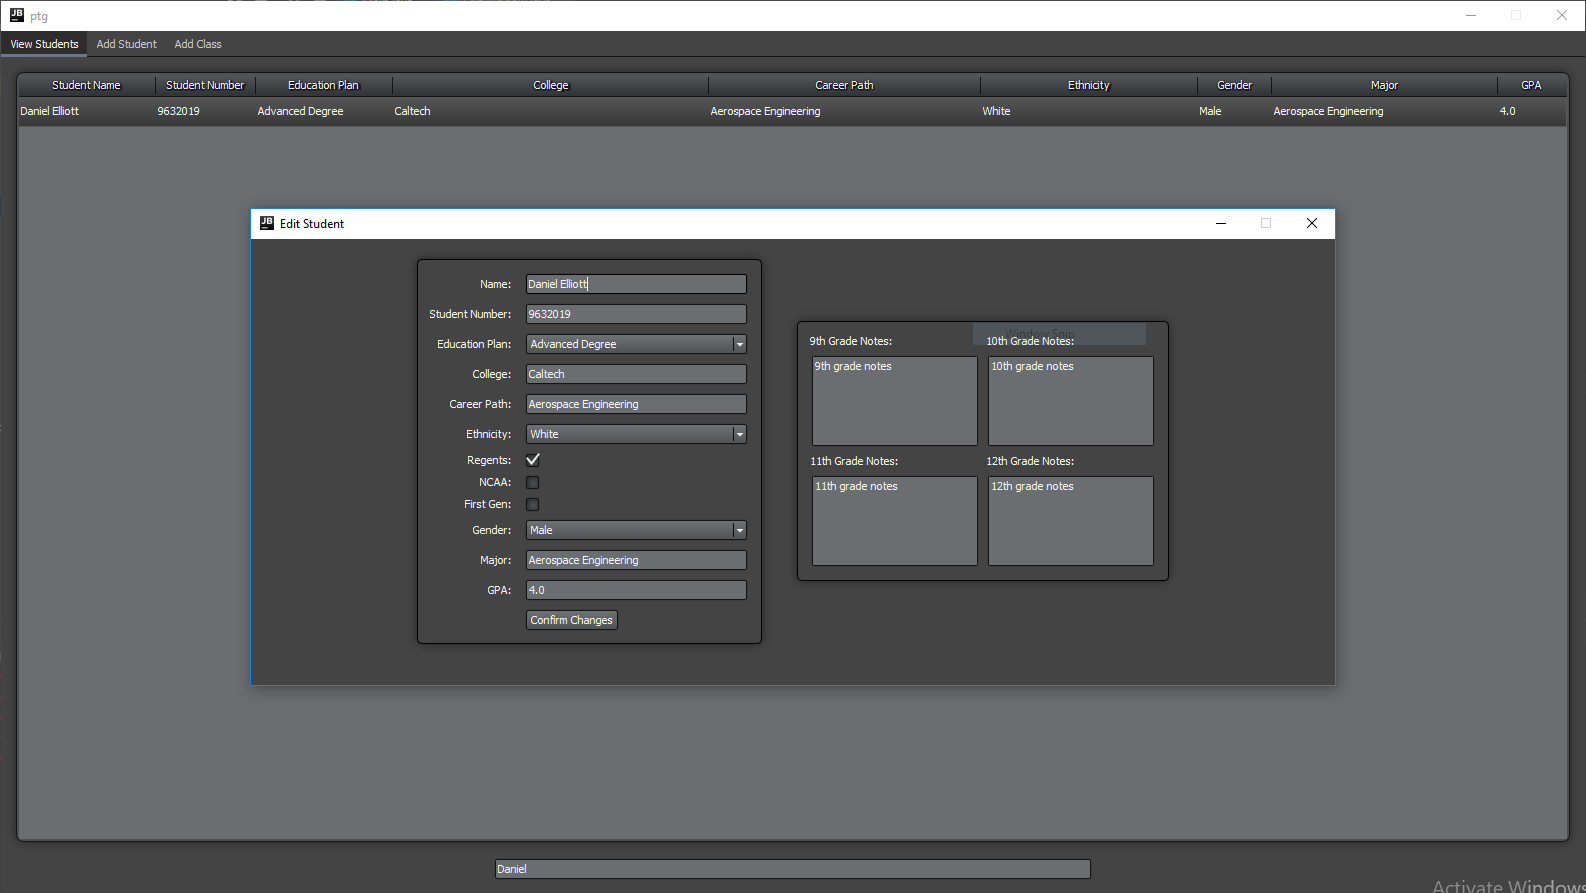 JB ptg
View Students Add Student Add Class
Student Name Student Number Education Plan College Career Path Ethnicity Gender Major GPA
Daniel Elliott 9632019 Advanced Degree Caltech Aerospace Engineering White Male Aerospace Engineering 4.0
JB Edit Student
Name: Daniel Elliott
Student Number: 9632019
Education Plan: Advanced Degree
College: Caltech
Career Path: Aerospace Engineering
Ethnicity: White
Regents:
NCAA:
First Gen:
Gender: Male
Major: Aerospace Engineering
GPA: 4.0
Confirm Changes
Window Snip
9th Grade Notes: 10th Grade Notes:
9th grade notes 10th grade notes
11th Grade Notes: 12th Grade Notes:
11th grade notes 12th grade notes
Daniel
Activate Windows